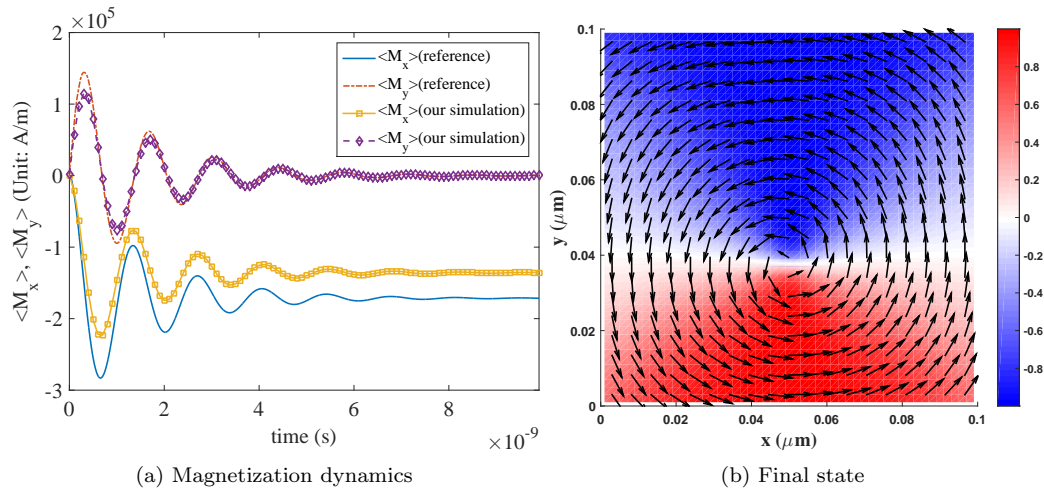 ×10^5
2
1
0
-1
-2
-3
<M_x>, <M_y> (Unit: A/m)
<M_x>(reference)
<M_y>(reference)
<M_x>(our simulation)
<M_y>(our simulation)
0 2 4 6 8
time (s)
×10^-9
(a) Magnetization dynamics
0.1
0.08
0.06
0.04
0.02
0
y (μm)
0 0.02 0.04 0.06 0.08 0.1
x (μm)
0.8
0.6
0.4
0.2
0
-0.2
-0.4
-0.6
-0.8
(b) Final state